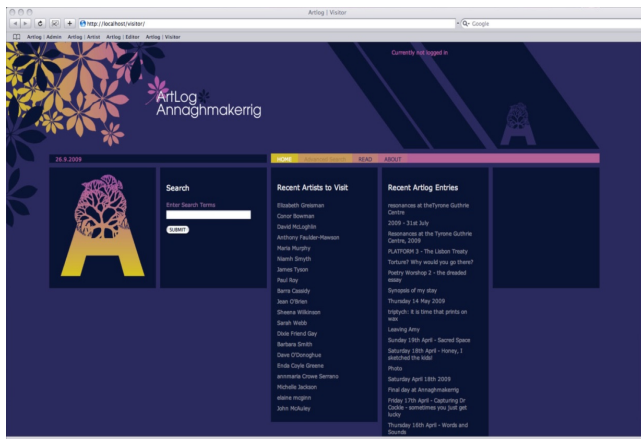 Artlog | Visitor
http://localhost/visitor/
Google
Artlog | Admin Artlog | Artist Artlog | Editor Artlog | Visitor
Currently not logged in
ArtLog
Annaghmakerrig
26.9.2009
HOME Advanced Search READ ABOUT
Search
Enter Search Terms
SUBMIT
Recent Artists to Visit
Elizabeth Greisman
Conor Bowman
David McLoghlin
Anthony Faulder-Mawson
Maria Murphy
Niamh Smyth
James Tyson
Paul Roy
Barra Cassidy
Jean O'Brien
Sheena Wilkinson
Sarah Webb
Dixie Friend Gay
Barbara Smith
Dave O'Donoghue
Enda Coyle Greene
annmaria Crowe Serrano
Michelle Jackson
elaine mcginn
John McAuley
Recent Artlog Entries
resonances at theTyrone Guthrie
Centre
2009 - 31st July
Resonances at the Tyrone Guthrie
Centre, 2009
PLATFORM 3 - The Lisbon Treaty
Torture? Why would you go there?
Poetry Worshop 2 - the dreaded
essay
Synopsis of my stay
Thursday 14 May 2009
triptych: it is time that prints on
wax
Leaving Amy
Sunday 19th April - Sacred Space
Saturday 18th April - Honey, I
sketched the kids!
Photo
Saturday April 18th 2009
Final day at Annaghmakerrig
Friday 17th April - Capturing Dr
Cockle - sometimes you just get
lucky
Thursday 16th April - Words and
Sounds